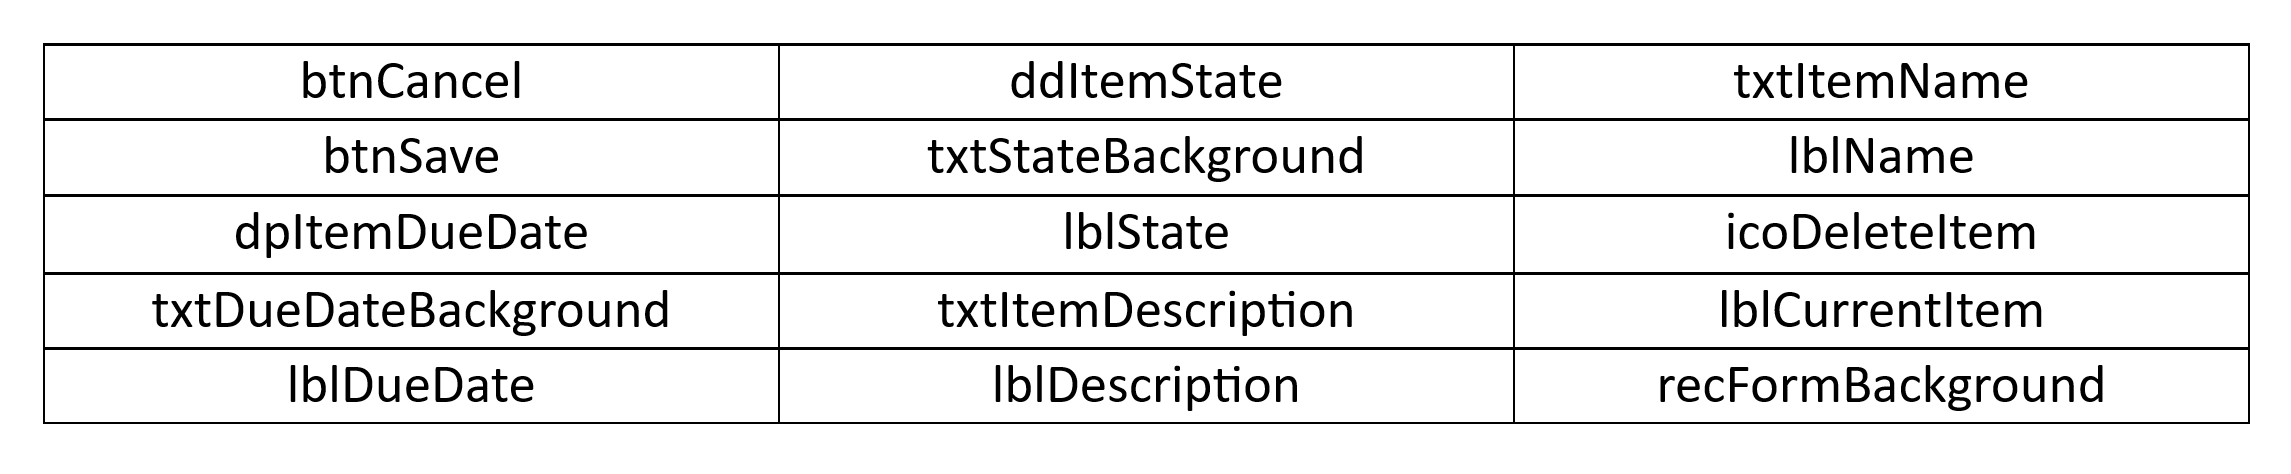 btnCancel ddItemState txtItemName
btnSave txtStateBackground lblName
dpItemDueDate lblState icoDeleteItem
txtDueDateBackground txtItemDescription lblCurrentItem
lblDueDate lblDescription recFormBackground